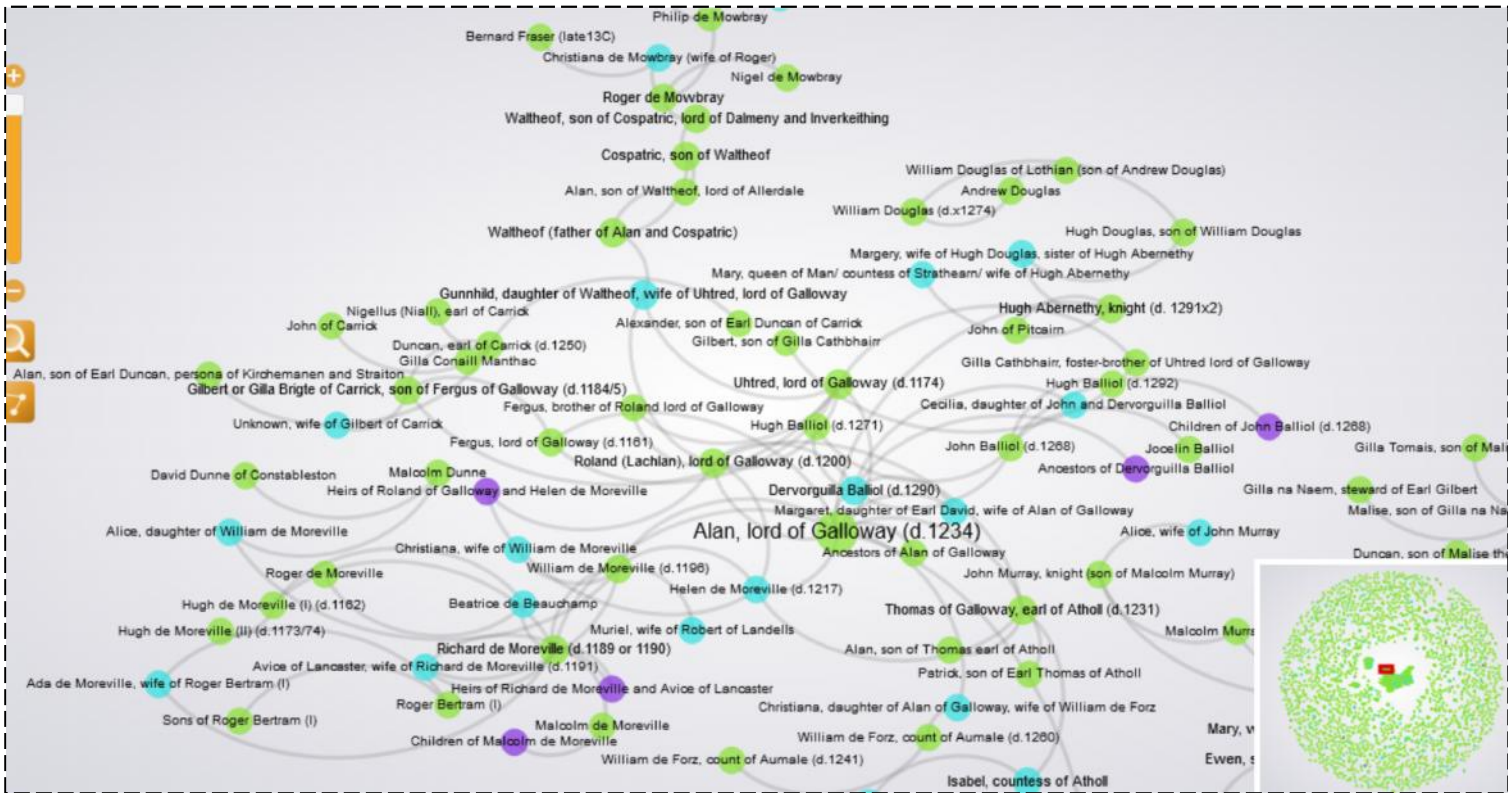 Philip de Mowbray
Bernard Fraser (late13C)
Christiana de Mowbray (wife of Roger)
Nigel de Mowbray
Roger de Mowbray
Waltheof, son of Cospatric, lord of Dalmeny and Inverkeithing
Cospatric, son of Waltheof
William Douglas of Lothian (son of Andrew Douglas)
Alan, son of Waltheof, lord of Allerdale
Andrew Douglas
William Douglas (d.x1274)
Waltheof (father of Alan and Cospatric)
Hugh Douglas, son of William Douglas
Margery, wife of Hugh Douglas, sister of Hugh Abernethy
Mary, queen of Man/ countess of Strathearn/ wife of Hugh Abernethy
Gunnhild, daughter of Waltheof, wife of Uhtred, lord of Galloway
Nigellus (Niall), earl of Carrick
Hugh Abernethy, knight (d. 1291x2)
John of Carrick
Alexander, son of Earl Duncan of Carrick
John of Pitcairn
Duncan, earl of Carrick (d.1250)
Gilbert, son of Gilla Cathbhairr
Gilla Conaill Manthac
Gilla Cathbhairr, foster-brother of Uhtred lord of Galloway
Alan, son of Earl Duncan, persona of Kirchemanen and Straiton
Gilbert or Gilla Brigte of Carrick, son of Fergus of Galloway (d.1184/5)
Uhtred, lord of Galloway (d.1174)
Hugh Balliol (d.1292)
Fergus, brother of Roland lord of Galloway
Cecilia, daughter of John and Dervorguilla Balliol
Unknown, wife of Gilbert of Carrick
Hugh Balliol (d.1271)
Children of John Balliol (d.1268)
Fergus, lord of Galloway (d.1161)
John Balliol (d.1268)
Jocelin Balliol
Gilla Tomais, son of Mali
Roland (Lachlan), lord of Galloway (d.1200)
Ancestors of Dervorguilla Balliol
David Dunne of Constableston
Malcolm Dunne
Heirs of Roland of Galloway and Helen de Moreville
Dervorguilla Balliol (d.1290)
Gilla na Naem, steward of Earl Gilbert
Margaret, daughter of Earl David, wife of Alan of Galloway
Malise, son of Gilla na Na
Alice, daughter of William de Moreville
Alan, lord of Galloway (d.1234)
Alice, wife of John Murray
Christiana, wife of William de Moreville
Ancestors of Alan of Galloway
Duncan, son of Malise the
William de Moreville (d.1196)
Roger de Moreville
John Murray, knight (son of Malcolm Murray)
Helen de Moreville (d.1217)
Hugh de Moreville (I) (d.1162)
Beatrice de Beauchamp
Thomas of Galloway, earl of Atholl (d.1231)
Hugh de Moreville (II) (d.1173/74)
Muriel, wife of Robert of Landells
Malcolm Murra
Richard de Moreville (d.1189 or 1190)
Alan, son of Thomas earl of Atholl
Avice of Lancaster, wife of Richard de Moreville (d.1191)
Patrick, son of Earl Thomas of Atholl
Ada de Moreville, wife of Roger Bertram (I)
Heirs of Richard de Moreville and Avice of Lancaster
Roger Bertram (I)
Christiana, daughter of Alan of Galloway, wife of William de Forz
Sons of Roger Bertram (I)
Malcolm de Moreville
Mary, w
Children of Malcolm de Moreville
William de Forz, count of Aumale (d.1260)
William de Forz, count of Aumale (d.1241)
Ewen, s
Isabel, countess of Atholl